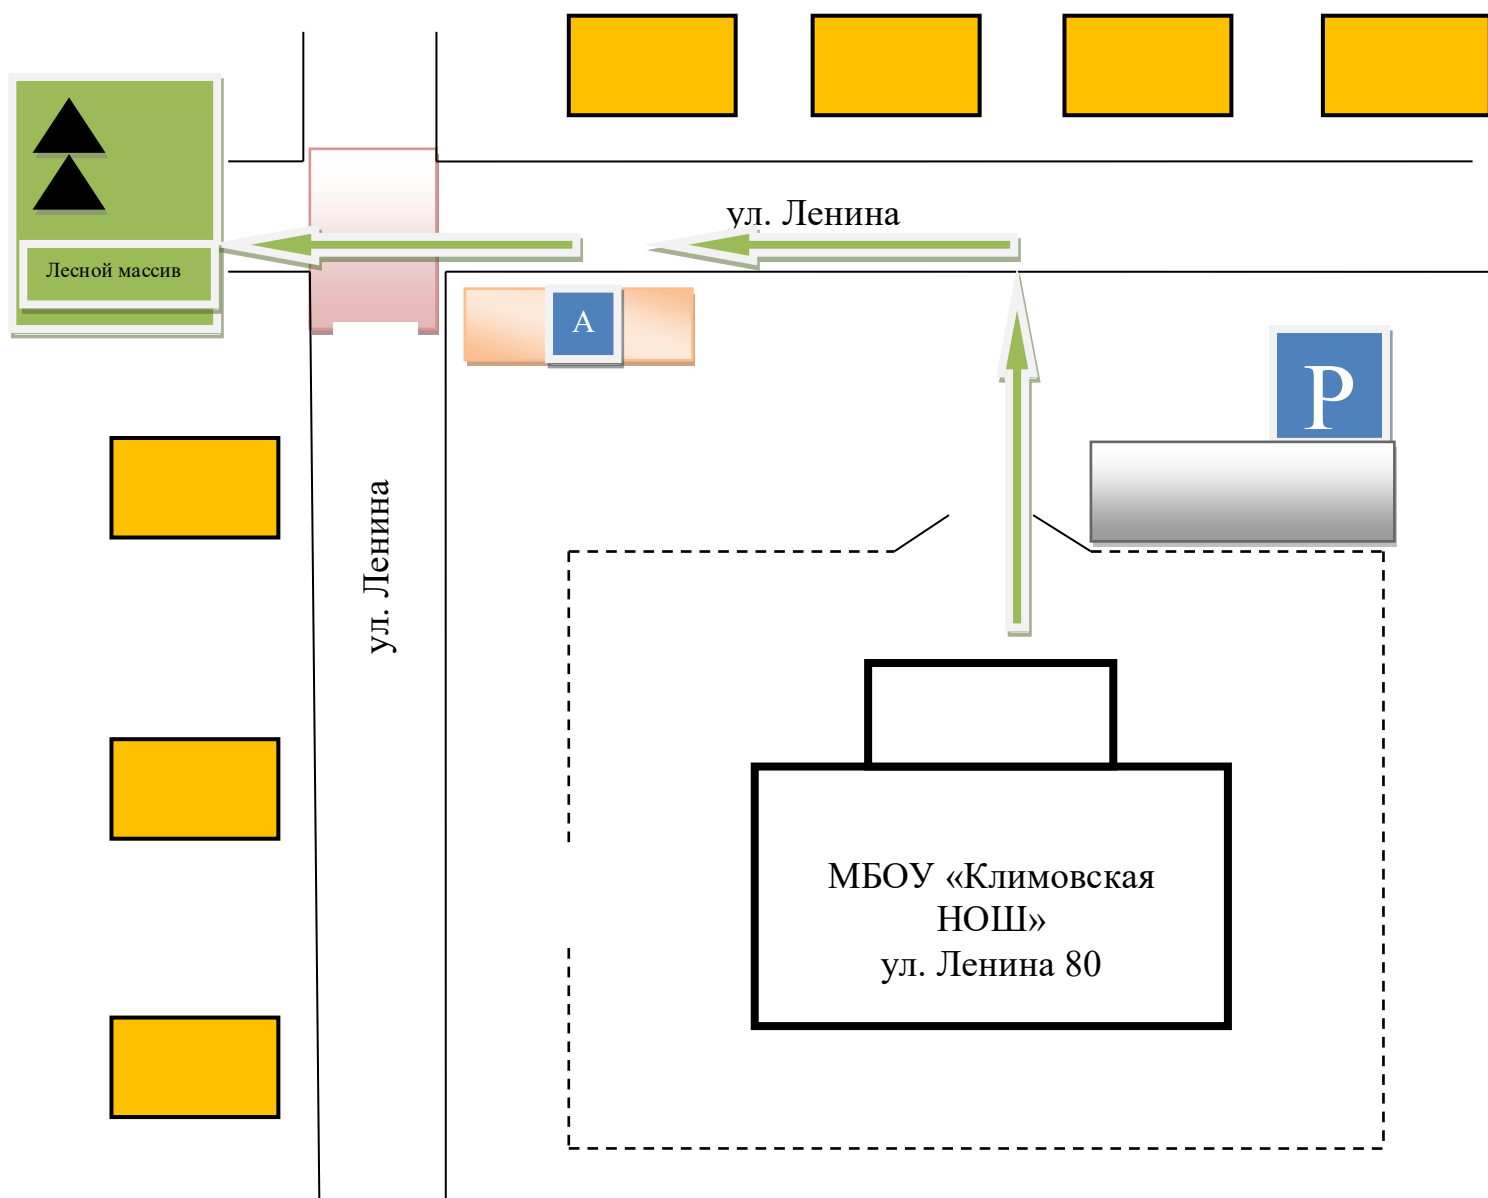 ул. Ленина
Лесной массив
А
Р
ул. Ленина
МБОУ «Климовская
НОШ»
ул. Ленина 80